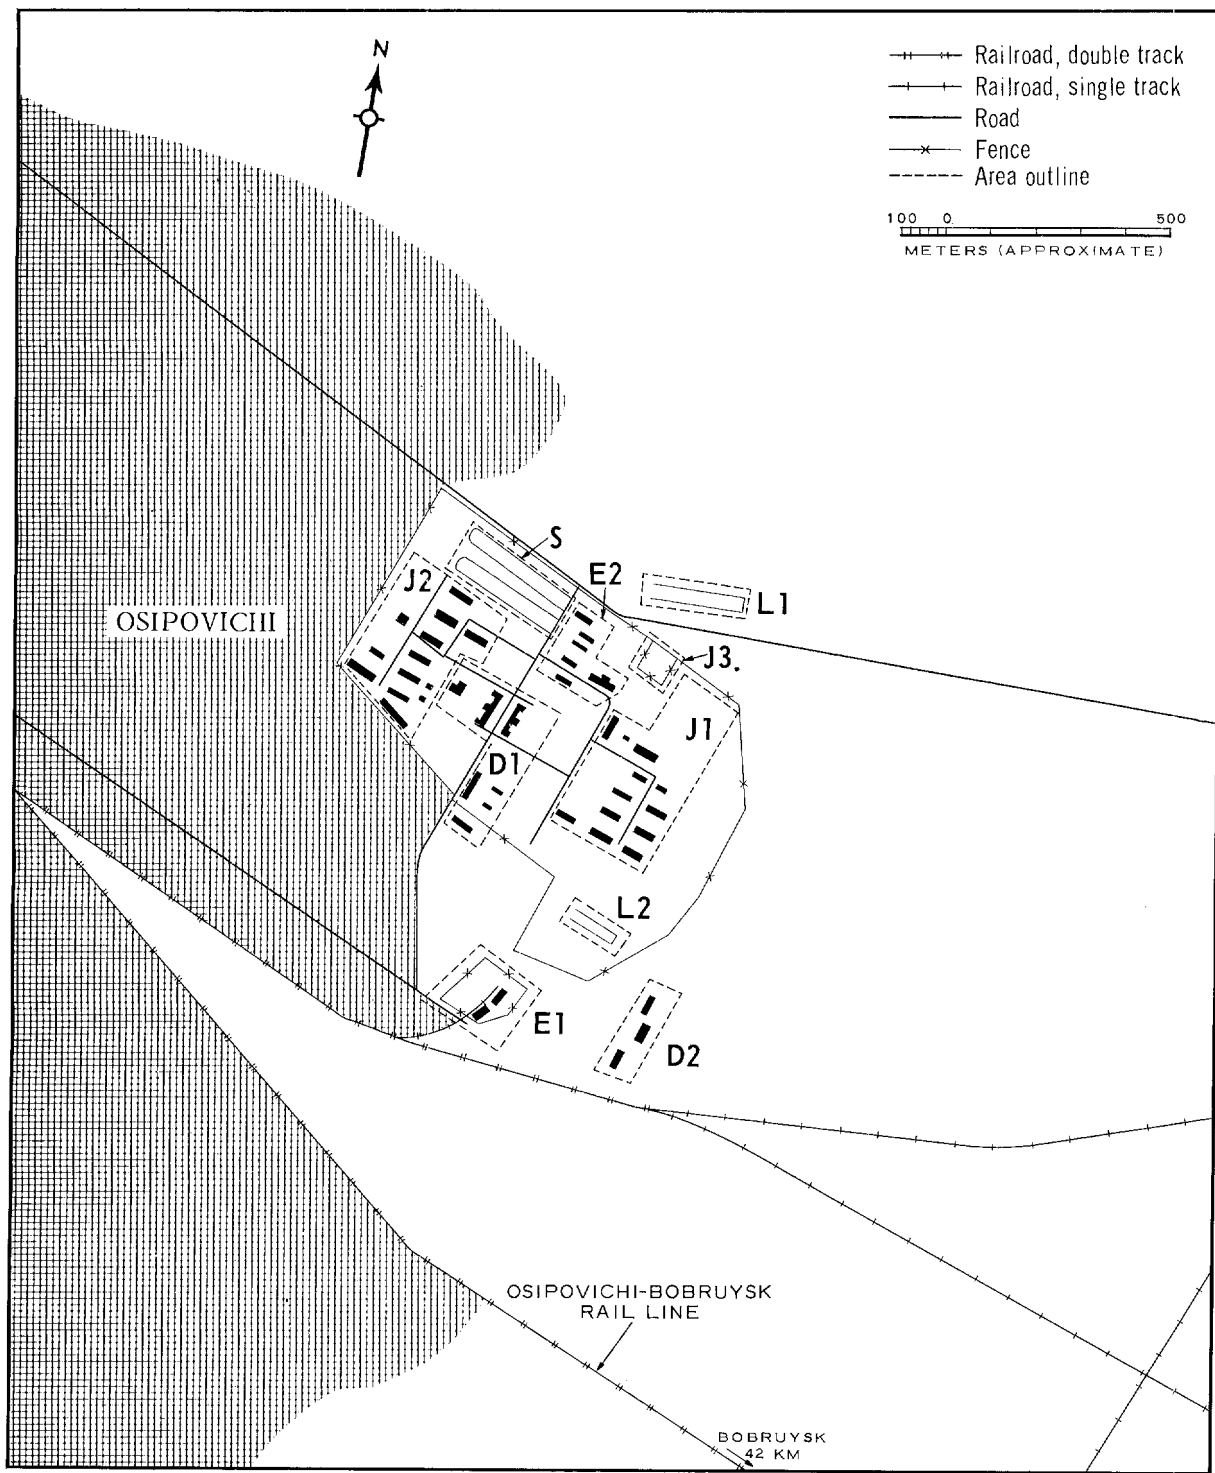 N
Railroad, double track
Railroad, single track
Road
Fence
Area outline
100 0 500
METERS (APPROXIMATE)
S
E2
J2
L1
OSIPOVICHI
J3.
J1
D1
L2
E1
D2
OSIPOVICHI-BOBRUYSK
RAIL LINE
BOBRUYSK
42 KM